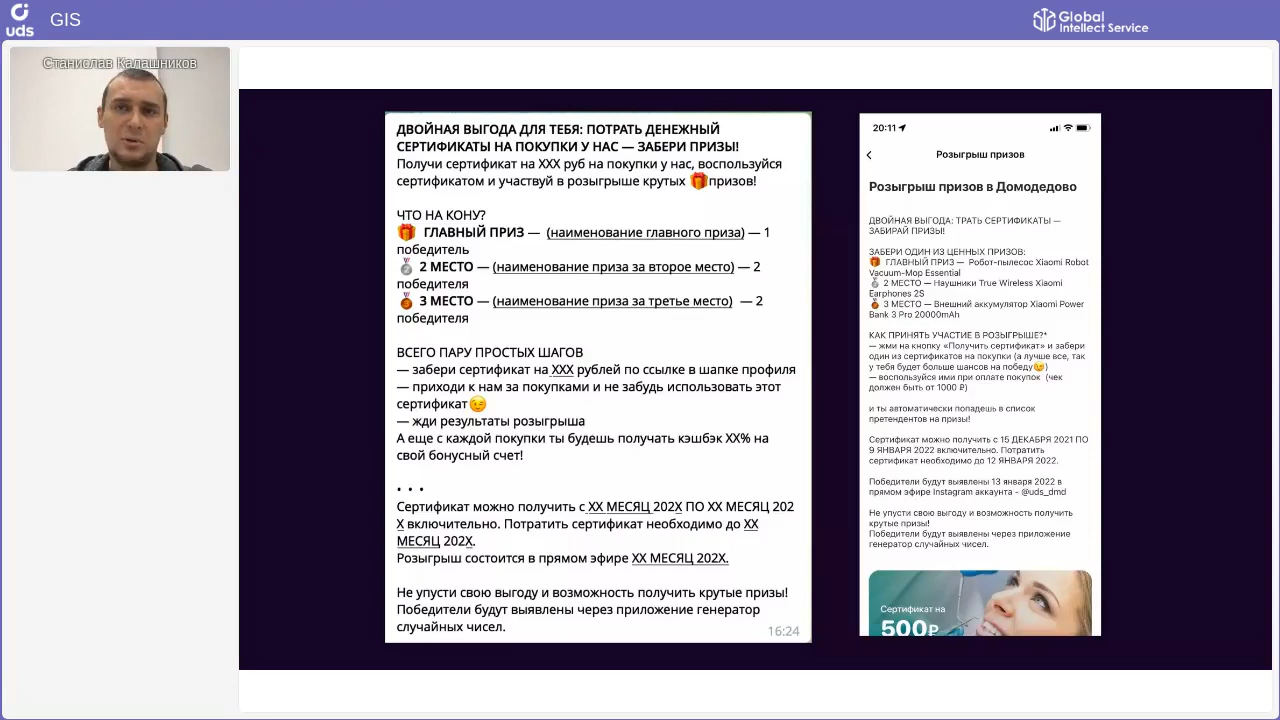 uds
GIS
Global
Intellect Service
Станислав Калашников
ДВОЙНАЯ ВЫГОДА ДЛЯ ТЕБЯ: ПОТРАТЬ ДЕНЕЖНЫЙ
СЕРТИФИКАТЫ НА ПОКУПКИ У НАС — ЗАБЕРИ ПРИЗЫ!
Получи сертификат на ХХХ руб на покупки у нас, воспользуйся
сертификатом и участвуй в розыгрыше крутых 🎁призов!
ЧТО НА КОНУ?
🎁 ГЛАВНЫЙ ПРИЗ — (наименование главного приза) — 1
победитель
🥈 2 МЕСТО — (наименование приза за второе место) — 2
победителя
🥉 3 МЕСТО — (наименование приза за третье место) — 2
победителя
ВСЕГО ПАРУ ПРОСТЫХ ШАГОВ
— забери сертификат на ХХХ рублей по ссылке в шапке профиля
— приходи к нам за покупками и не забудь использовать этот
сертификат😉
— жди результаты розыгрыша
А еще с каждой покупки ты будешь получать кэшбэк ХХ% на
свой бонусный счет!
• • •
Сертификат можно получить с ХХ МЕСЯЦ 202Х ПО ХХ МЕСЯЦ 202
Х включительно. Потратить сертификат необходимо до ХХ
МЕСЯЦ 202Х.
Розыгрыш состоится в прямом эфире ХХ МЕСЯЦ 202Х.
Не упусти свою выгоду и возможность получить крутые призы!
Победители будут выявлены через приложение генератор
случайных чисел.
16:24
20:11
Розыгрыш призов
Розыгрыш призов в Домодедово
ДВОЙНАЯ ВЫГОДА: ТРАТЬ СЕРТИФИКАТЫ —
ЗАБИРАЙ ПРИЗЫ!
ЗАБЕРИ ОДИН ИЗ ЦЕННЫХ ПРИЗОВ:
🎁 ГЛАВНЫЙ ПРИЗ — Робот-пылесос Xiaomi Robot
Vacuum-Mop Essential
🥈 2 МЕСТО — Наушники True Wireless Xiaomi
Earphones 2S
🥉 3 МЕСТО — Внешний аккумулятор Xiaomi Power
Bank 3 Pro 20000mAh
КАК ПРИНЯТЬ УЧАСТИЕ В РОЗЫГРЫШЕ?*
— жми на кнопку «Получить сертификат» и забери
один из сертификатов на покупки (а лучше все, так
у тебя будет больше шансов на победу😉)
— воспользуйся ими при оплате покупок (чек
должен быть от 1000 ₽)
и ты автоматически попадешь в список
претендентов на призы!
Сертификат можно получить с 15 ДЕКАБРЯ 2021 ПО
9 ЯНВАРЯ 2022 включительно. Потратить
сертификат необходимо до 12 ЯНВАРЯ 2022.
Победители будут выявлены 13 января 2022 в
прямом эфире Instagram аккаунта - @uds_dmd
Не упусти свою выгоду и возможность получить
крутые призы!
Победители будут выявлены через приложение
генератор случайных чисел.
Сертификат на
500₽